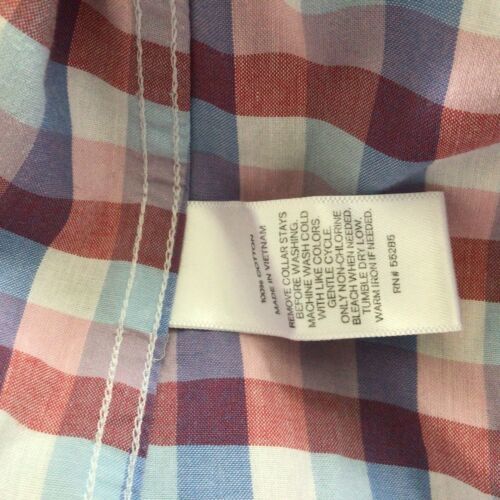 100% COTTON
MADE IN VIETNAM
REMOVE COLLAR STAYS
BEFORE WASHING.
MACHINE WASH COLD
WITH LIKE COLORS
GENTLE CYCLE.
ONLY NON-CHLORINE
BLEACH WHEN NEEDED.
TUMBLE DRY LOW.
WARM IRON IF NEEDED.
RN# 55285